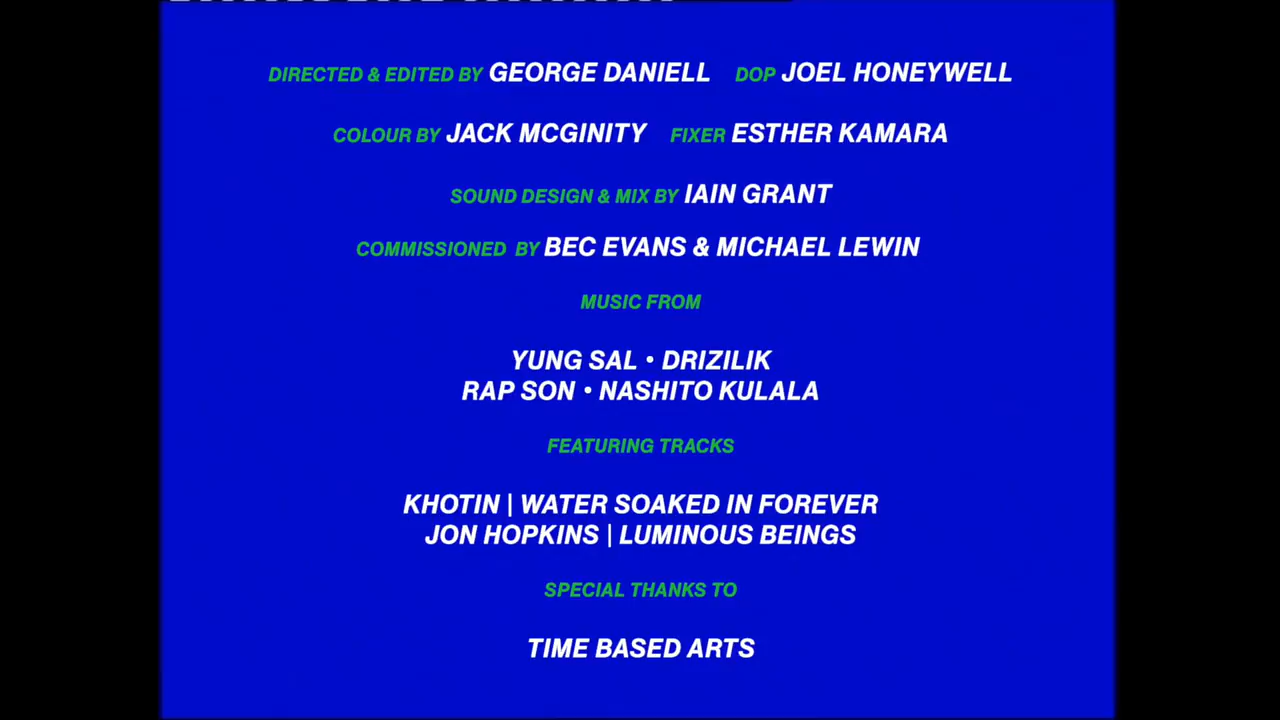 DIRECTED & EDITED BY GEORGE DANIELL DOP JOEL HONEYWELL
COLOUR BY JACK MCGINITY FIXER ESTHER KAMARA
SOUND DESIGN & MIX BY IAIN GRANT
COMMISSIONED BY BEC EVANS & MICHAEL LEWIN
MUSIC FROM
YUNG SAL • DRIZILIK
RAP SON • NASHITO KULALA
FEATURING TRACKS
KHOTIN | WATER SOAKED IN FOREVER
JON HOPKINS | LUMINOUS BEINGS
SPECIAL THANKS TO
TIME BASED ARTS